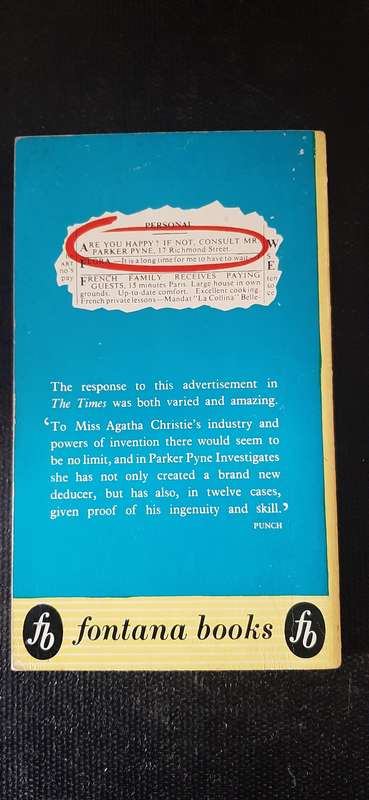 PERSONAL
ARE YOU HAPPY? IF NOT, CONSULT MR.
PARKER PYNE, 17 Richmond Street.
—It is a long time for me to have to wait
FRENCH FAMILY RECEIVES PAYING
GUESTS, 15 minutes Paris. Large house in own
grounds. Up-to-date comfort. Excellent cooking.
French private lessons—Mandat "La Collina" Belle-
The response to this advertisement in
The Times was both varied and amazing.
‘To Miss Agatha Christie's industry and
powers of invention there would seem to
be no limit, and in Parker Pyne Investigates
she has not only created a brand new
deducer, but has also, in twelve cases,
given proof of his ingenuity and skill.’
PUNCH
fb fontana books fb